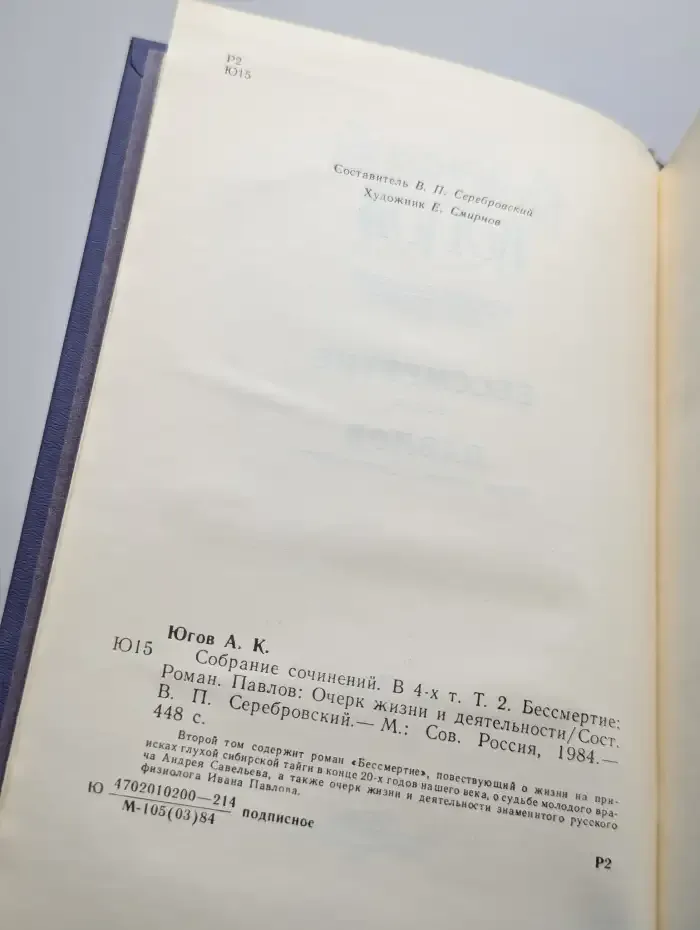 Р2
Ю15
Составитель В. П. Серебровский
Художник Е. Смирнов
Югов А. К.
Ю15 Собрание сочинений. В 4-х т. Т. 2. Бессмертие:
Роман. Павлов: Очерк жизни и деятельности/Сост.
В. П. Серебровский.— М.: Сов. Россия, 1984.—
448 с.
Второй том содержит роман «Бессмертие», повествующий о жизни на при-
исках глухой сибирской тайги в конце 20-х годов нашего века, о судьбе молодого вра-
ча Андрея Савельева, а также очерк жизни и деятельности знаменитого русского
физиолога Ивана Павлова.
Ю 4702010200—214
М-105(03)84 подписное
Р2